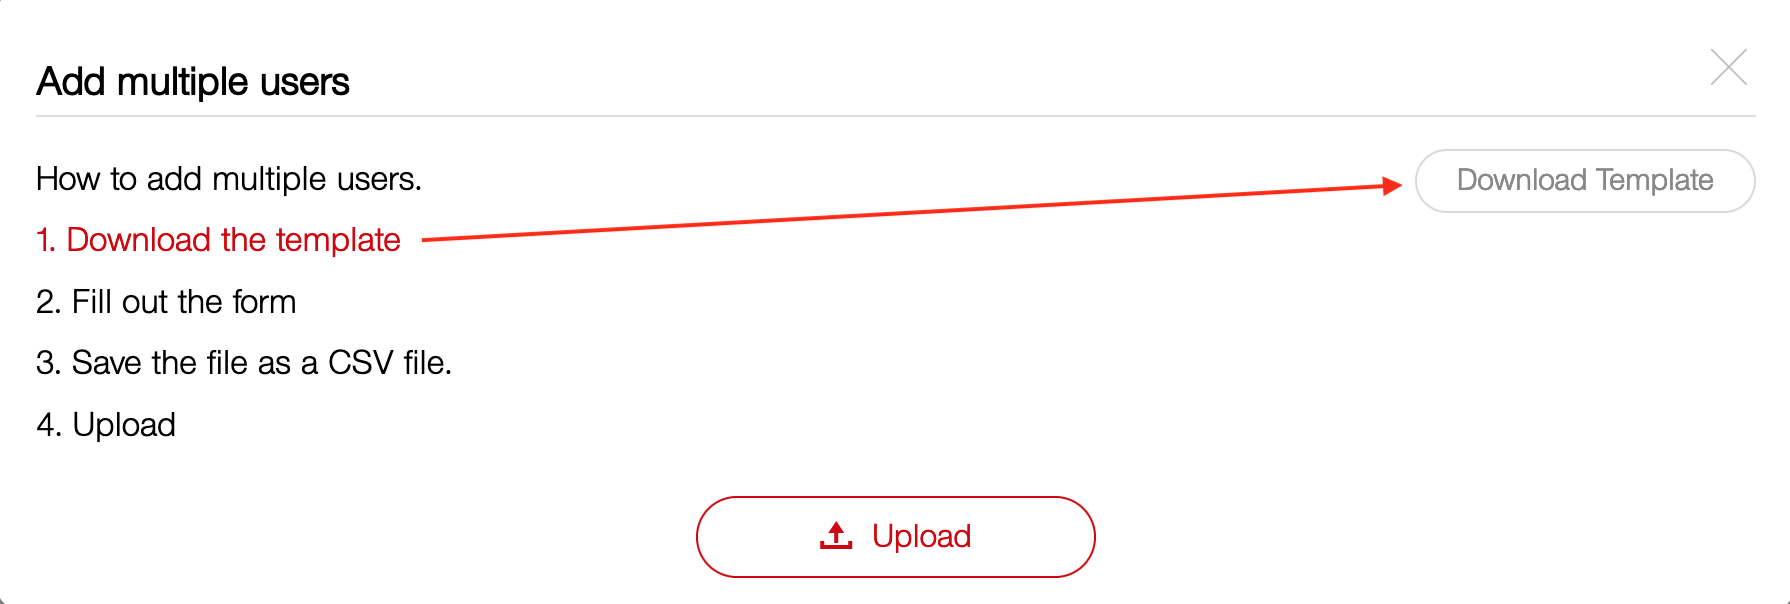 Add multiple users
How to add multiple users.
Download Template
1. Download the template
2. Fill out the form
3. Save the file as a CSV file.
4. Upload
Upload